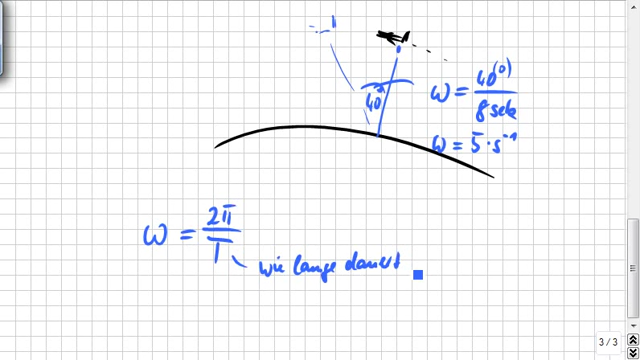 40°
ω = 40(°) / 8 sek
ω = 5 · s⁻¹
ω = 2π / T
wie lange dauert
3 / 3